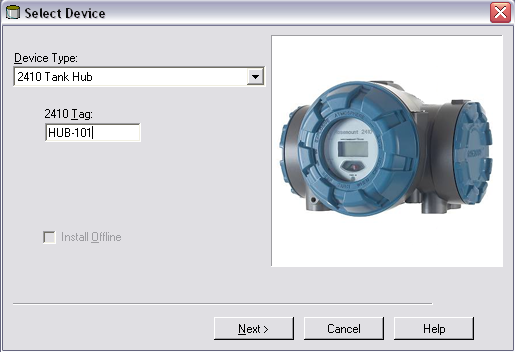 Select Device
Device Type:
2410 Tank Hub
2410 Tag:
HUB-101
Install Offline
Next >
Cancel
Help